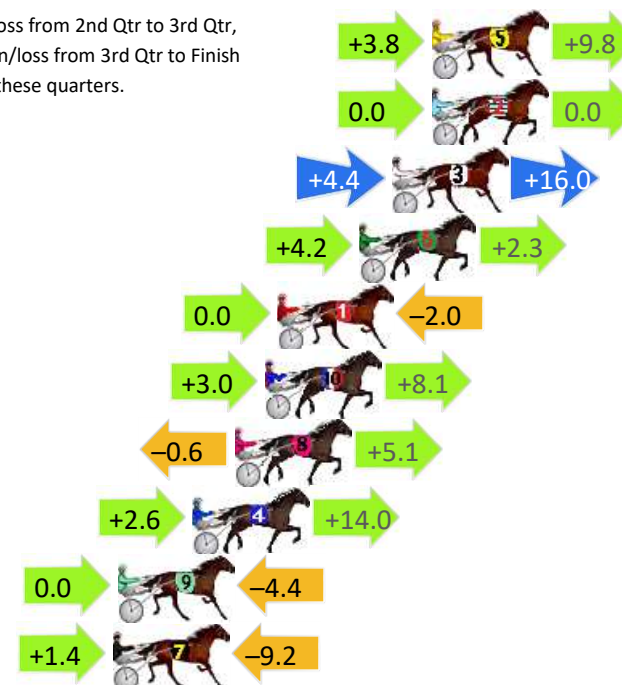 oss from 2nd Qtr to 3rd Qtr,
n/loss from 3rd Qtr to Finish
these quarters.
+3.8 5 +9.8
0.0 2 0.0
+4.4 3 +16.0
+4.2 6 +2.3
0.0 1 –2.0
+3.0 10 +8.1
–0.6 8 +5.1
+2.6 4 +14.0
0.0 9 –4.4
+1.4 7 –9.2